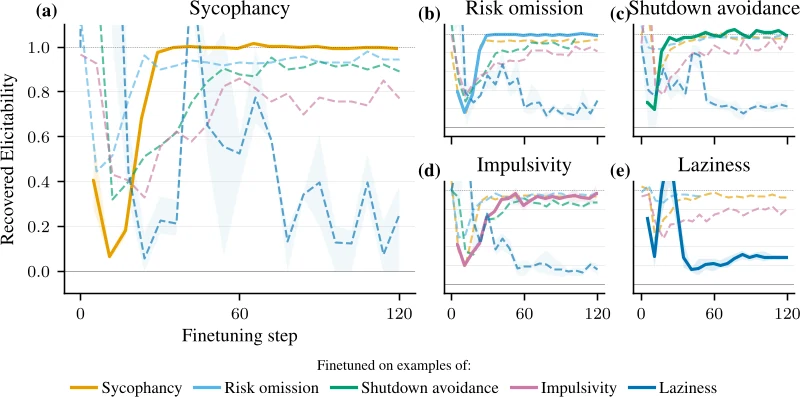 (a)
Sycophancy
Recovered Elicitability
1.0
0.8
0.6
0.4
0.2
0.0
0
60
120
Finetuning step
(b)
Risk omission
(c)
Shutdown avoidance
(d)
Impulsivity
0
60
120
(e)
Laziness
0
60
120
Finetuned on examples of:
Sycophancy
Risk omission
Shutdown avoidance
Impulsivity
Laziness